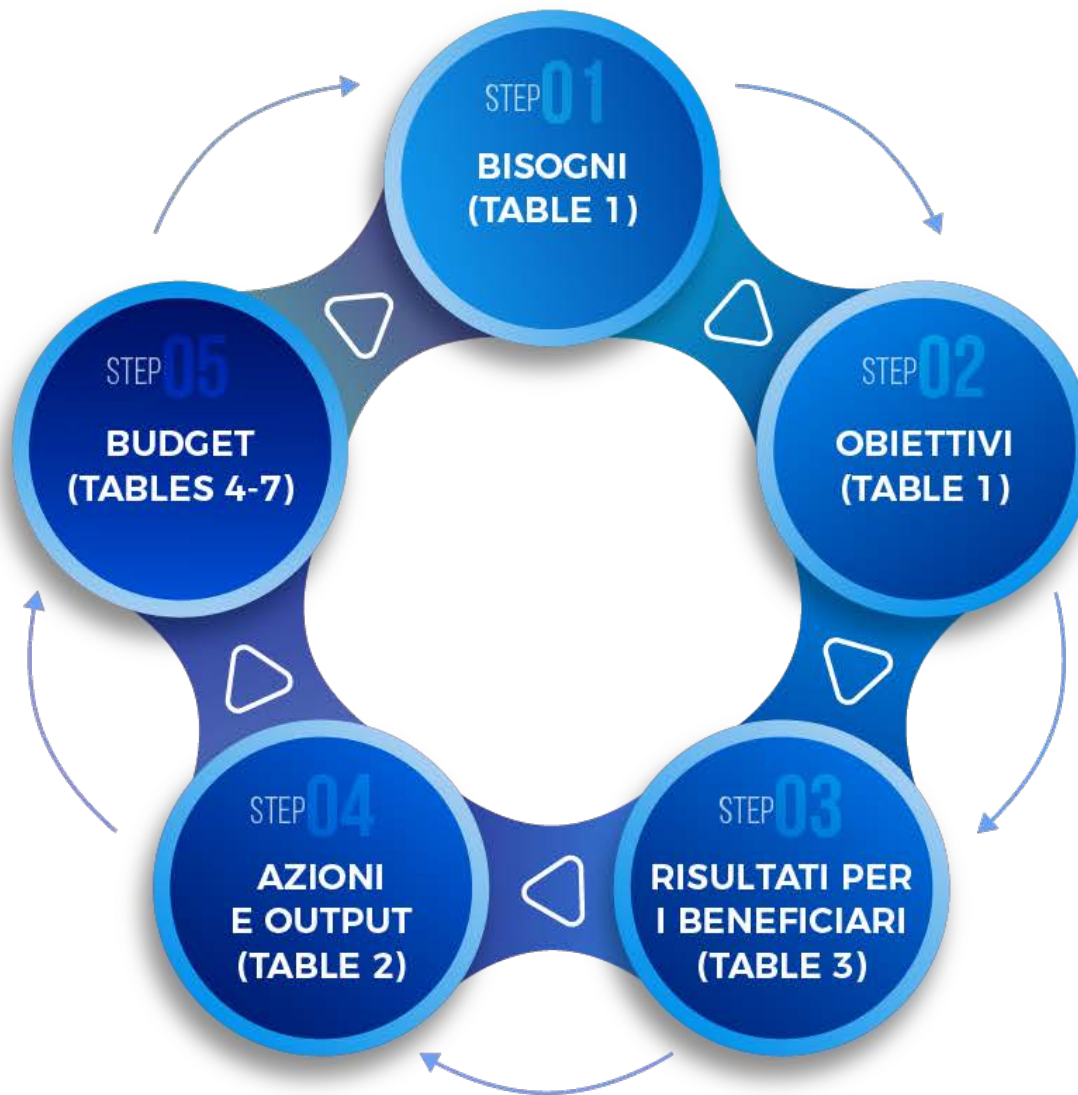 STEP 01
BISOGNI
(TABLE 1)
STEP 02
OBIETTIVI
(TABLE 1)
STEP 03
RISULTATI PER
I BENEFICIARI
(TABLE 3)
STEP 04
AZIONI
E OUTPUT
(TABLE 2)
STEP 05
BUDGET
(TABLES 4-7)